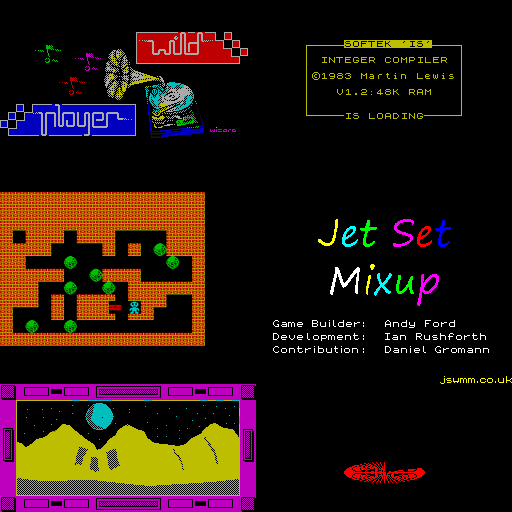 wild
player
wizard
SOFTEK 'IS'
INTEGER COMPILER
©1983 Martin Lewis
V1.2:48K RAM
IS LOADING
Jet Set
Mixup
Game Builder: Andy Ford
Development: Ian Rushforth
Contribution: Daniel Gromann
jswmm.co.uk